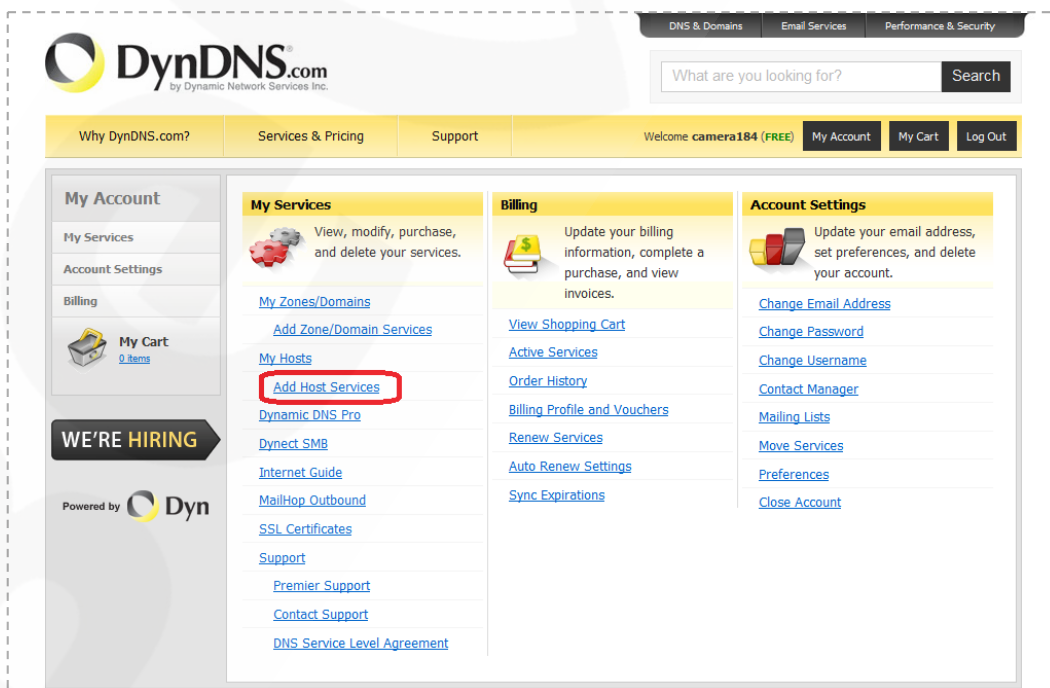 DNS & Domains
Email Services
Performance & Security
DynDNS.com
by Dynamic Network Services Inc.
What are you looking for?
Search
Why DynDNS.com?
Services & Pricing
Support
Welcome camera184 (FREE)
My Account
My Cart
Log Out
My Account
My Services
Account Settings
Billing
My Cart
0 items
WE'RE HIRING
Powered by Dyn
My Services
View, modify, purchase,
and delete your services.
My Zones/Domains
Add Zone/Domain Services
My Hosts
Add Host Services
Dynamic DNS Pro
Dynect SMB
Internet Guide
MailHop Outbound
SSL Certificates
Support
Premier Support
Contact Support
DNS Service Level Agreement
Billing
Update your billing
information, complete a
purchase, and view
invoices.
View Shopping Cart
Active Services
Order History
Billing Profile and Vouchers
Renew Services
Auto Renew Settings
Sync Expirations
Account Settings
Update your email address,
set preferences, and delete
your account.
Change Email Address
Change Password
Change Username
Contact Manager
Mailing Lists
Move Services
Preferences
Close Account